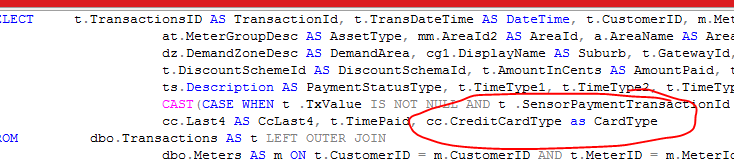 ELECT t.TransactionsID AS TransactionId, t.TransDateTime AS DateTime, t.CustomerID, m.Met
at.MeterGroupDesc AS AssetType, mm.AreaId2 AS AreaId, a.AreaName AS Area
dz.DemandZoneDesc AS DemandArea, cg1.DisplayName AS Suburb, t.GatewayId,
t.DiscountSchemeId AS DiscountSchemaId, t.AmountInCents AS AmountPaid, t
ts.Description AS PaymentStatusType, t.TimeType1, t.TimeType2, t.TimeTyp
CAST(CASE WHEN t .TxValue IS NOT NULL AND t .SensorPaymentTransactionId
cc.Last4 AS CcLast4, t.TimePaid, cc.CreditCardType as CardType
ROM dbo.Transactions AS t LEFT OUTER JOIN
dbo.Meters AS m ON t.CustomerID = m.CustomerID AND t.MeterID = m.MeterId